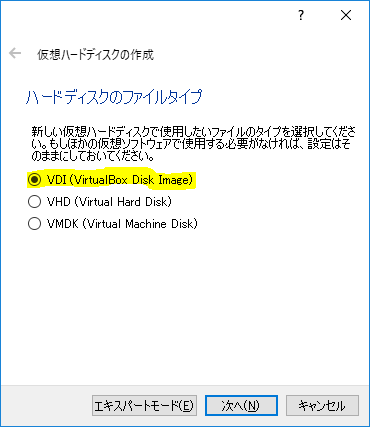 ?
仮想ハードディスクの作成
ハードディスクのファイルタイプ
新しい仮想ハードディスクで使用したいファイルのタイプを選択してくださ
い。もしほかの仮想ソフトウェアで使用する必要がなければ、設定はそ
のままにしておいてください。
VDI (VirtualBox Disk Image)
VHD (Virtual Hard Disk)
VMDK (Virtual Machine Disk)
エキスパートモード(E) 次へ(N) キャンセル